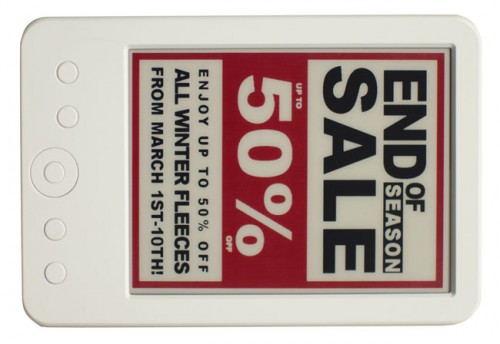 END OF
SEASON
SALE
UP TO
50%
OFF
ENJOY UP TO 50% OFF
ALL WINTER FLEECES
FROM MARCH 1ST-10TH!